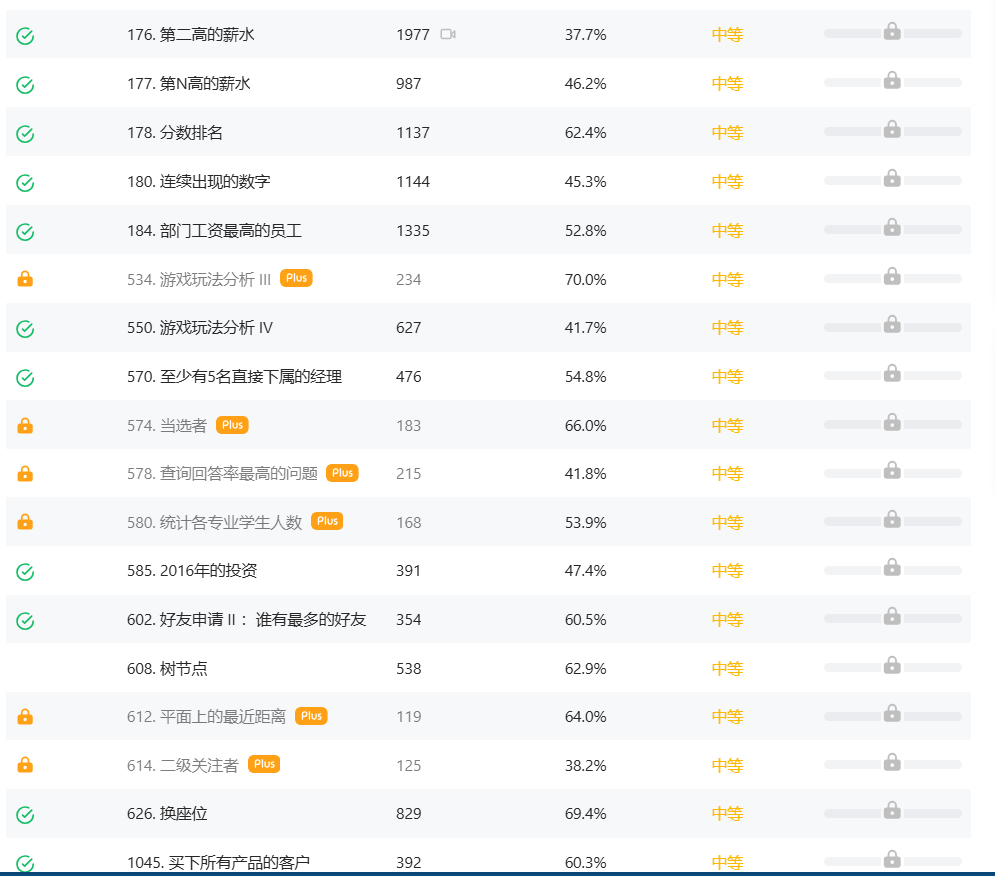 176. 第二高的薪水 1977 37.7% 中等
177. 第N高的薪水 987 46.2% 中等
178. 分数排名 1137 62.4% 中等
180. 连续出现的数字 1144 45.3% 中等
184. 部门工资最高的员工 1335 52.8% 中等
534. 游戏玩法分析 III Plus 234 70.0% 中等
550. 游戏玩法分析 IV 627 41.7% 中等
570. 至少有5名直接下属的经理 476 54.8% 中等
574. 当选者 Plus 183 66.0% 中等
578. 查询回答率最高的问题 Plus 215 41.8% 中等
580. 统计各专业学生人数 Plus 168 53.9% 中等
585. 2016年的投资 391 47.4% 中等
602. 好友申请 II ：谁有最多的好友 354 60.5% 中等
608. 树节点 538 62.9% 中等
612. 平面上的最近距离 Plus 119 64.0% 中等
614. 二级关注者 Plus 125 38.2% 中等
626. 换座位 829 69.4% 中等
1045. 买下所有产品的客户 392 60.3% 中等